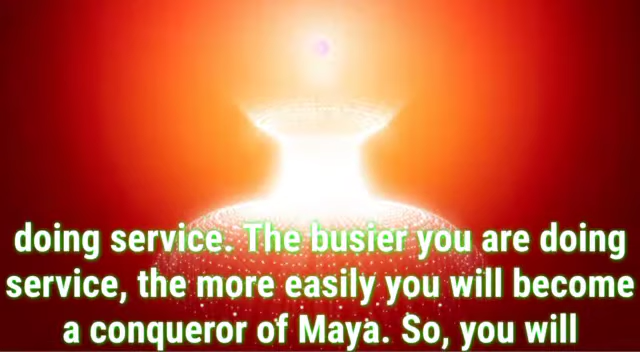 doing service. The busier you are doing
service, the more easily you will become
a conqueror of Maya. So, you will